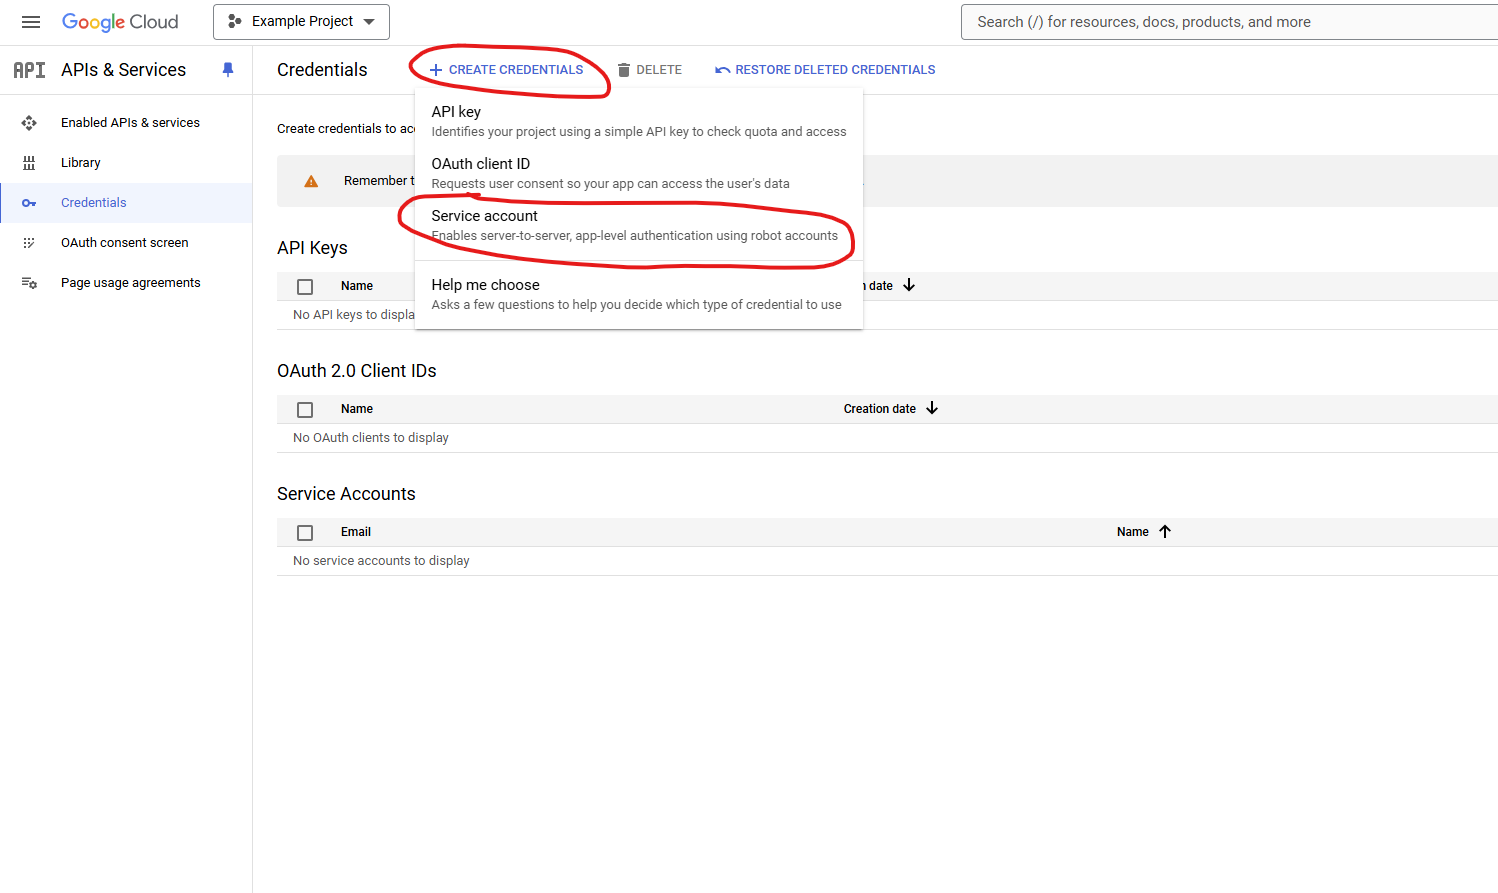 Google Cloud
Example Project
Search (/) for resources, docs, products, and more
API
APIs & Services
Credentials
CREATE CREDENTIALS
DELETE
RESTORE DELETED CREDENTIALS
Enabled APIs & services
Library
Credentials
OAuth consent screen
Page usage agreements
Create credentials to
Remember
API key
Identifies your project using a simple API key to check quota and access
OAuth client ID
Requests user consent so your app can access the user's data
Service account
Enables server-to-server, app-level authentication using robot accounts
Help me choose
Asks a few questions to help you decide which type of credential to use
API Keys
Name
date
No API keys to
OAuth 2.0 Client IDs
Name
Creation date
No OAuth clients to display
Service Accounts
Email
Name
No service accounts to display